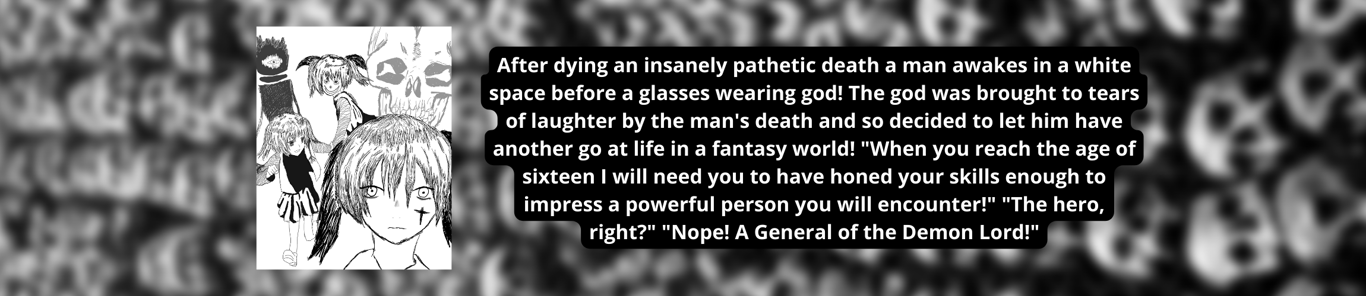 After dying an insanely pathetic death a man awakes in a white
space before a glasses wearing god! The god was brought to tears
of laughter by the man's death and so decided to let him have
another go at life in a fantasy world! "When you reach the age of
sixteen I will need you to have honed your skills enough to
impress a powerful person you will encounter!" "The hero,
right?" "Nope! A General of the Demon Lord!"